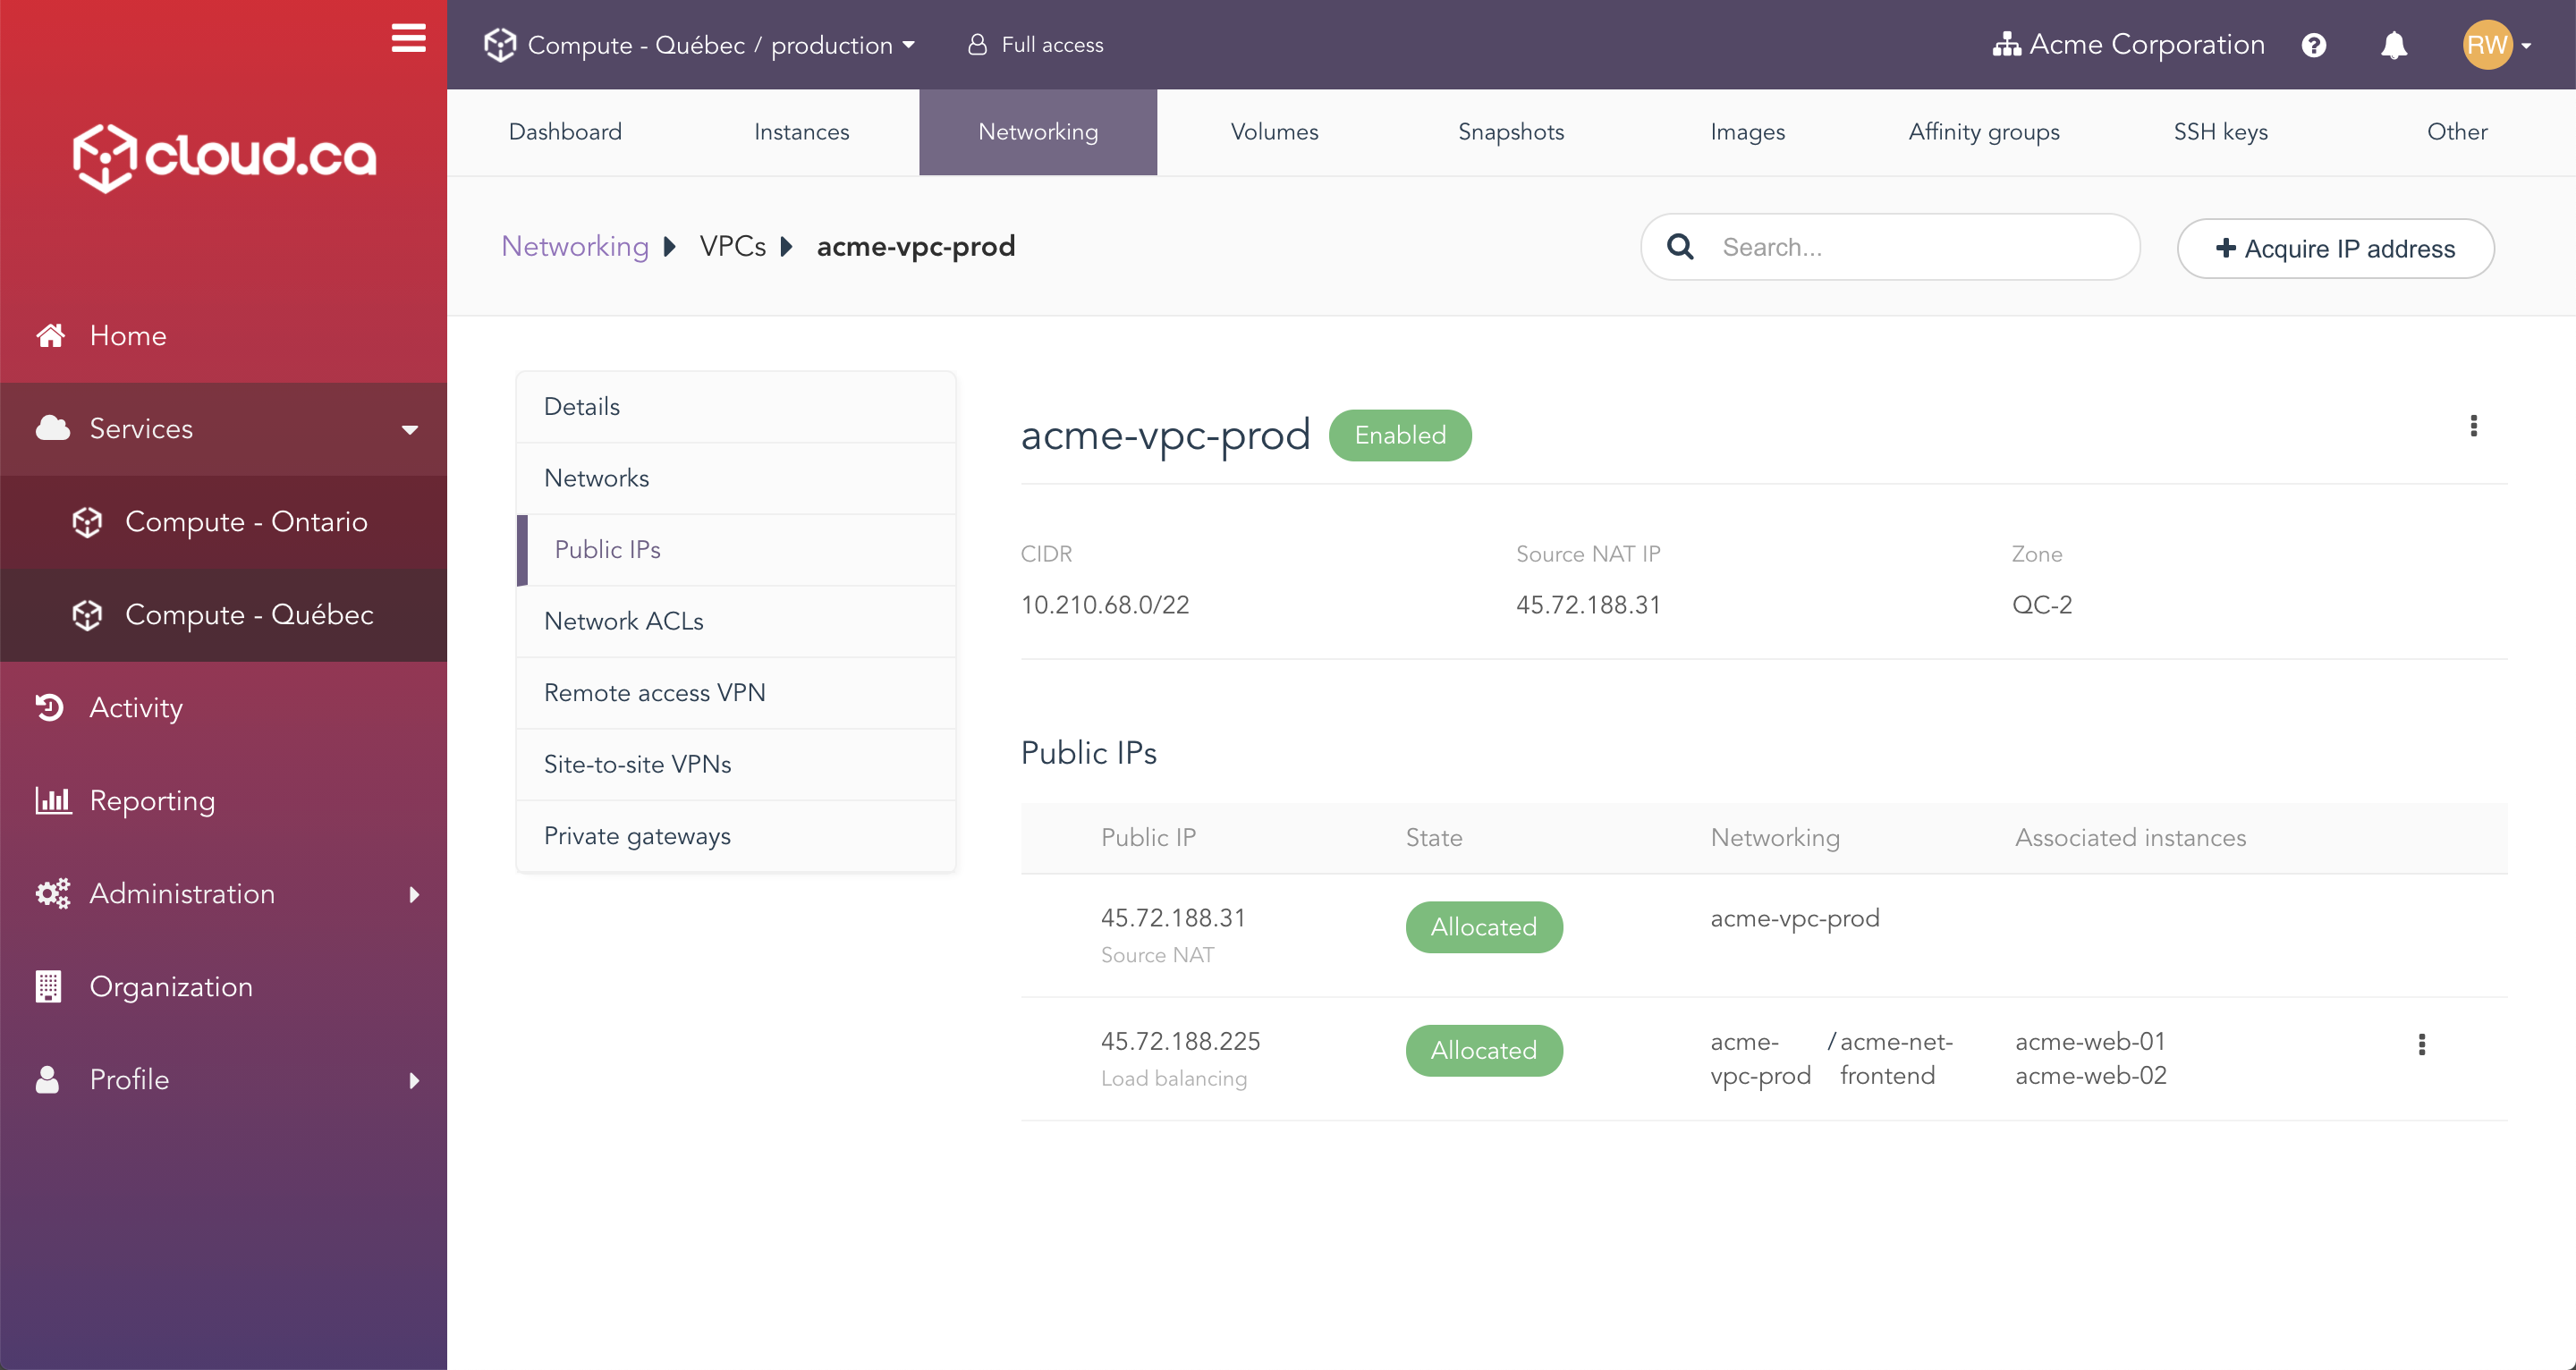 cloud.ca
Home
Services
Compute - Ontario
Compute - Québec
Activity
Reporting
Administration
Organization
Profile
Compute - Québec / production
Full access
Acme Corporation
RW
Dashboard
Instances
Networking
Volumes
Snapshots
Images
Affinity groups
SSH keys
Other
Networking VPCs acme-vpc-prod
Search...
+ Acquire IP address
Details
Networks
Public IPs
Network ACLs
Remote access VPN
Site-to-site VPNs
Private gateways
acme-vpc-prod Enabled
CIDR
10.210.68.0/22
Source NAT IP
45.72.188.31
Zone
QC-2
Public IPs
Public IP State Networking Associated instances
45.72.188.31 Allocated acme-vpc-prod
Source NAT
45.72.188.225 Allocated acme- / acme-net- acme-web-01
Load balancing vpc-prod frontend acme-web-02